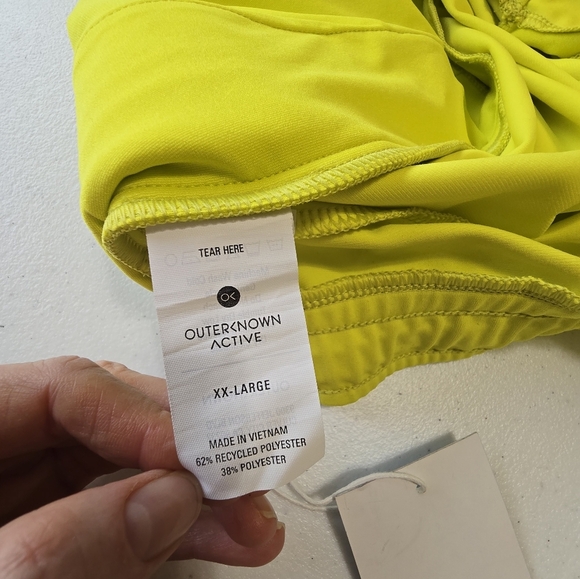 TEAR HERE
OK
OUTERKNOWN
ACTIVE
XX-LARGE
MADE IN VIETNAM
62% RECYCLED POLYESTER
38% POLYESTER